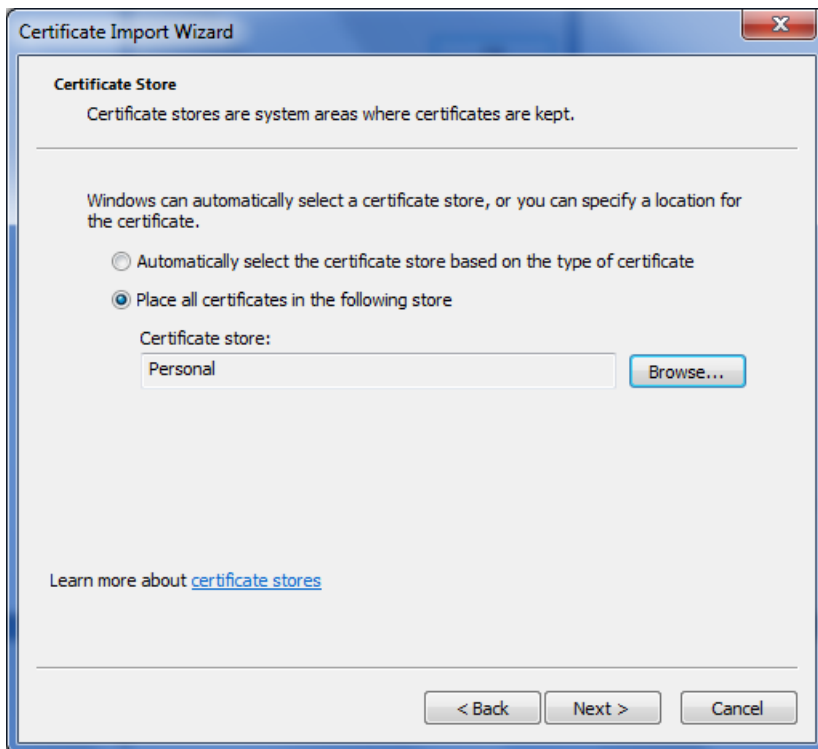 Certificate Import Wizard
Certificate Store
Certificate stores are system areas where certificates are kept.
Windows can automatically select a certificate store, or you can specify a location for
the certificate.
Automatically select the certificate store based on the type of certificate
Place all certificates in the following store
Certificate store:
Personal
Browse...
Learn more about certificate stores
< Back Next > Cancel